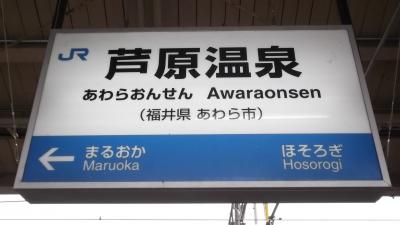 JR
芦原温泉
あわらおんせん Awaraonsen
(福井県 あわら市)
← まるおか ほそろぎ
Maruoka Hosorogi